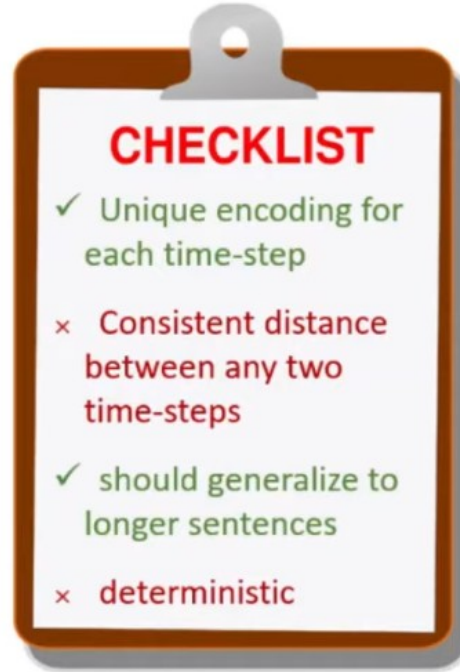 CHECKLIST
✓ Unique encoding for
each time-step
× Consistent distance
between any two
time-steps
✓ should generalize to
longer sentences
× deterministic